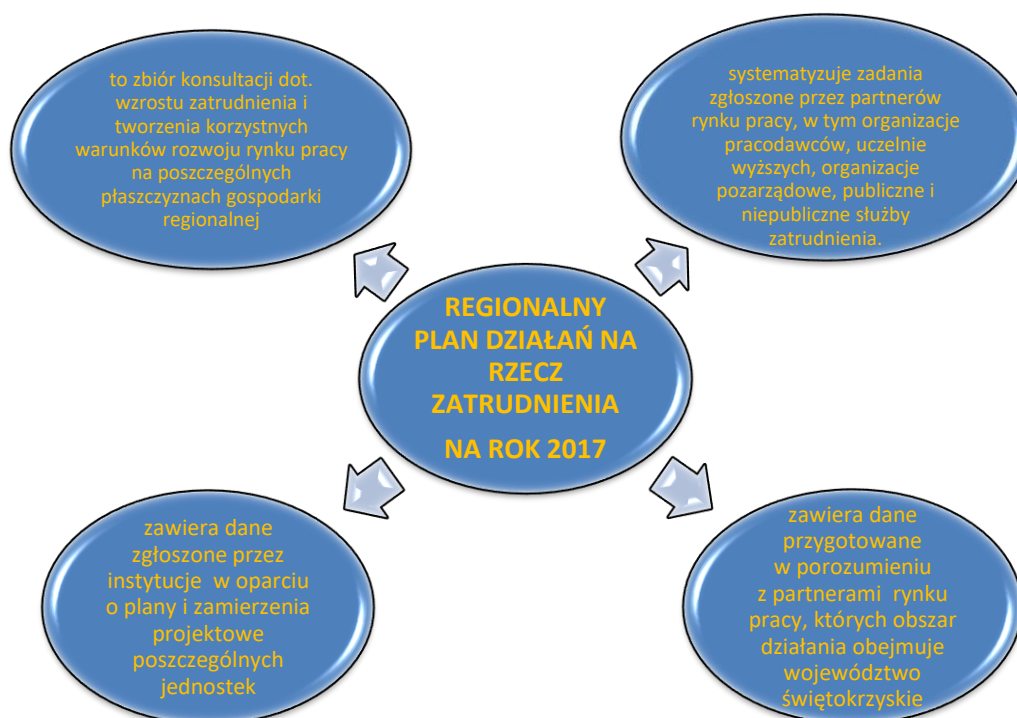 to zbiór konsultacji dot.
wzrostu zatrudnienia i
tworzenia korzystnych
warunków rozwoju rynku pracy
na poszczególnych
płaszczyznach gospodarki
regionalnej
systematyzuje zadania
zgłoszone przez partnerów
rynku pracy, w tym organizacje
pracodawców, uczelnie
wyższych, organizacje
pozarządowe, publiczne i
niepubliczne służby
zatrudnienia.
REGIONALNY
PLAN DZIAŁAŃ NA
RZECZ
ZATRUDNIENIA
NA ROK 2017
zawiera dane
zgłoszone przez
instytucje w oparciu
o plany i zamierzenia
projektowe
poszczególnych
jednostek
zawiera dane
przygotowane
w porozumieniu
z partnerami rynku
pracy, których obszar
działania obejmuje
województwo
świętokrzyskie